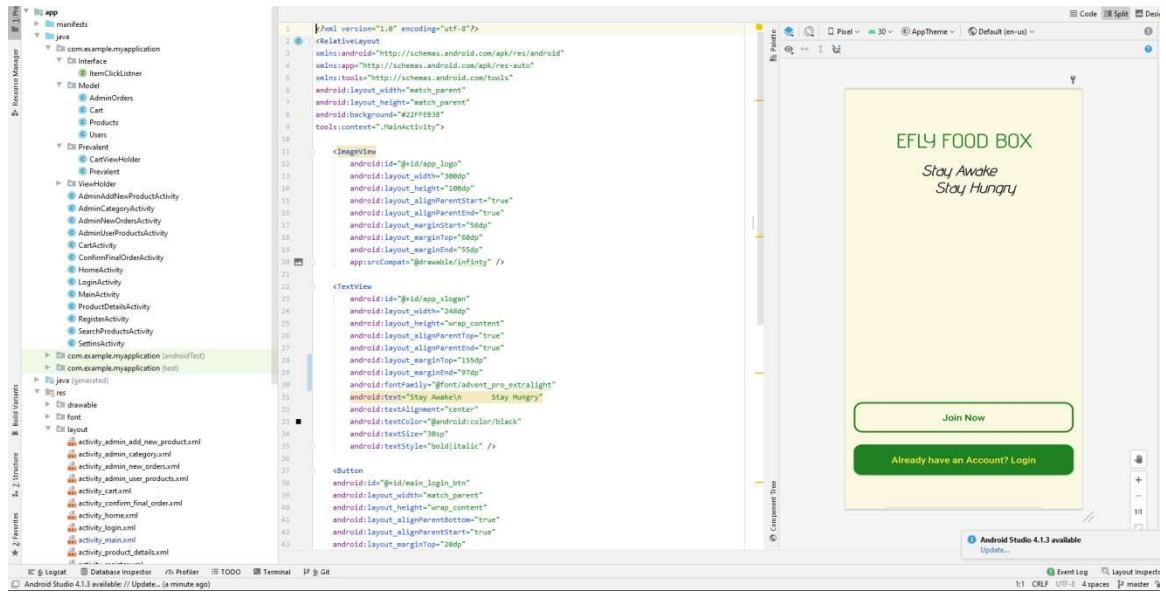 1: Pro
Resource Manager
Build Variants
2: Structure
2: Favorites
app
manifests
java
com.example.myapplication
Interface
ItemClickListner
Model
AdminOrders
Cart
Products
Users
Prevalent
CartViewHolder
Prevalent
ViewHolder
AdminAddNewProductActivity
AdminCategoryActivity
AdminNewOrdersActivity
AdminUserProductsActivity
CartActivity
ConfirmFinalOrderActivity
HomeActivity
LoginActivity
MainActivity
ProductDetailsActivity
RegisterActivity
SearchProductsActivity
SettinsActivity
com.example.myapplication (androidTest)
com.example.myapplication (test)
java (generated)
res
drawable
font
layout
activity_admin_add_new_product.xml
activity_admin_category.xml
activity_admin_new_orders.xml
activity_admin_user_products.xml
activity_cart.xml
activity_confirm_final_order.xml
activity_home.xml
activity_login.xml
activity_main.xml
activity_product_details.xml
1 <?xml version="1.0" encoding="utf-8"?>
2 <RelativeLayout
3 xmlns:android="http://schemas.android.com/apk/res/android"
4 xmlns:app="http://schemas.android.com/apk/res-auto"
5 xmlns:tools="http://schemas.android.com/tools"
6 android:layout_width="match_parent"
7 android:layout_height="match_parent"
8 android:background="#22FFEB3B"
9 tools:context=".MainActivity">
10
11 <ImageView
12 android:id="@+id/app_logo"
13 android:layout_width="300dp"
14 android:layout_height="100dp"
15 android:layout_alignParentStart="true"
16 android:layout_alignParentEnd="true"
17 android:layout_marginStart="56dp"
18 android:layout_marginTop="60dp"
19 android:layout_marginEnd="55dp"
20 app:srcCompat="@drawable/infinty" />
21
22 <TextView
23 android:id="@+id/app_slogan"
24 android:layout_width="248dp"
25 android:layout_height="wrap_content"
26 android:layout_alignParentTop="true"
27 android:layout_alignParentEnd="true"
28 android:layout_marginTop="155dp"
29 android:layout_marginEnd="97dp"
30 android:fontFamily="@font/advent_pro_extralight"
31 android:text="Stay Awake\n Stay Hungry"
32 android:textAlignment="center"
33 android:textColor="@android:color/black"
34 android:textSize="30sp"
35 android:textStyle="bold|italic" />
36
37 <Button
38 android:id="@+id/main_login_btn"
39 android:layout_width="match_parent"
40 android:layout_height="wrap_content"
41 android:layout_alignParentBottom="true"
42 android:layout_alignParentStart="true"
43 android:layout_marginTop="20dp"
Code Split Desi
Palette
Component Tree
Pixel 30 AppTheme Default (en-us)
EFLY FOOD BOX
Stay Awake
Stay Hungry
Join Now
Already have an Account? Login
1:1
Android Studio 4.1.3 available
Update...
6: Logcat Database Inspector Profiler TODO Terminal 9: Git
Event Log Layout Inspecto
Android Studio 4.1.3 available: // Update... (a minute ago)
1:1 CRLF UTF-8 4 spaces master